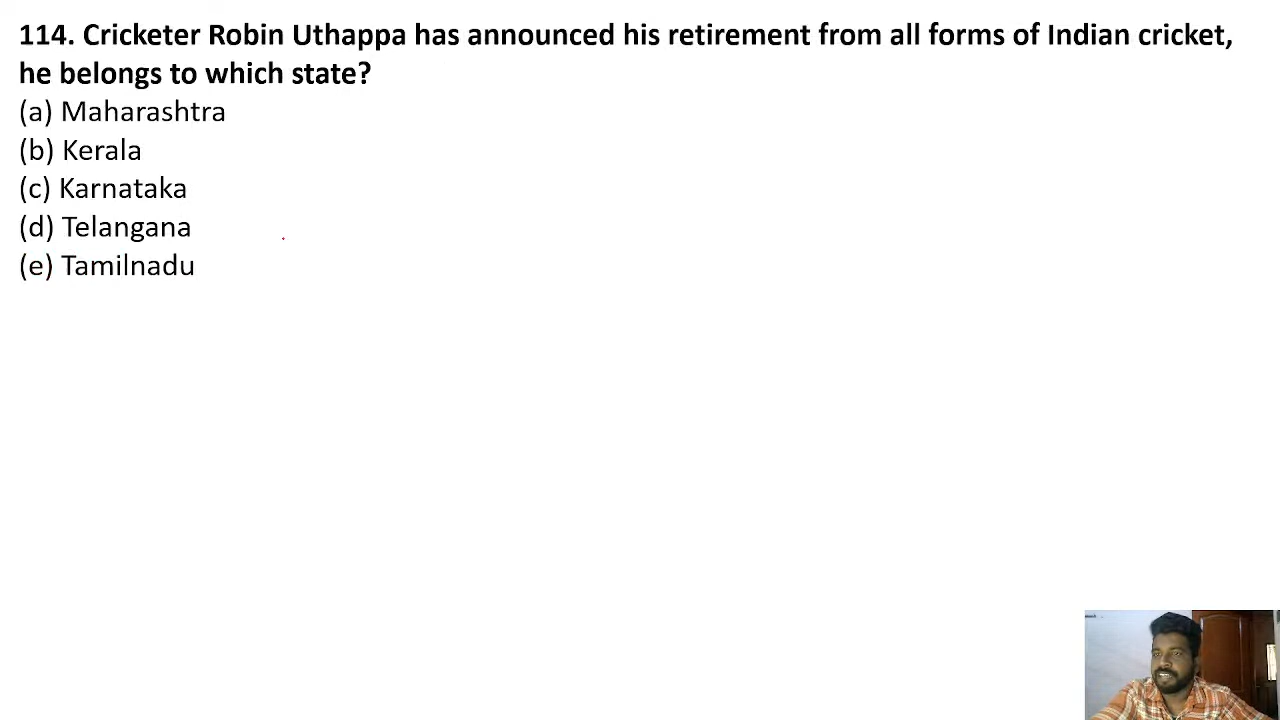 114. Cricketer Robin Uthappa has announced his retirement from all forms of Indian cricket,
he belongs to which state?
(a) Maharashtra
(b) Kerala
(c) Karnataka
(d) Telangana
(e) Tamilnadu